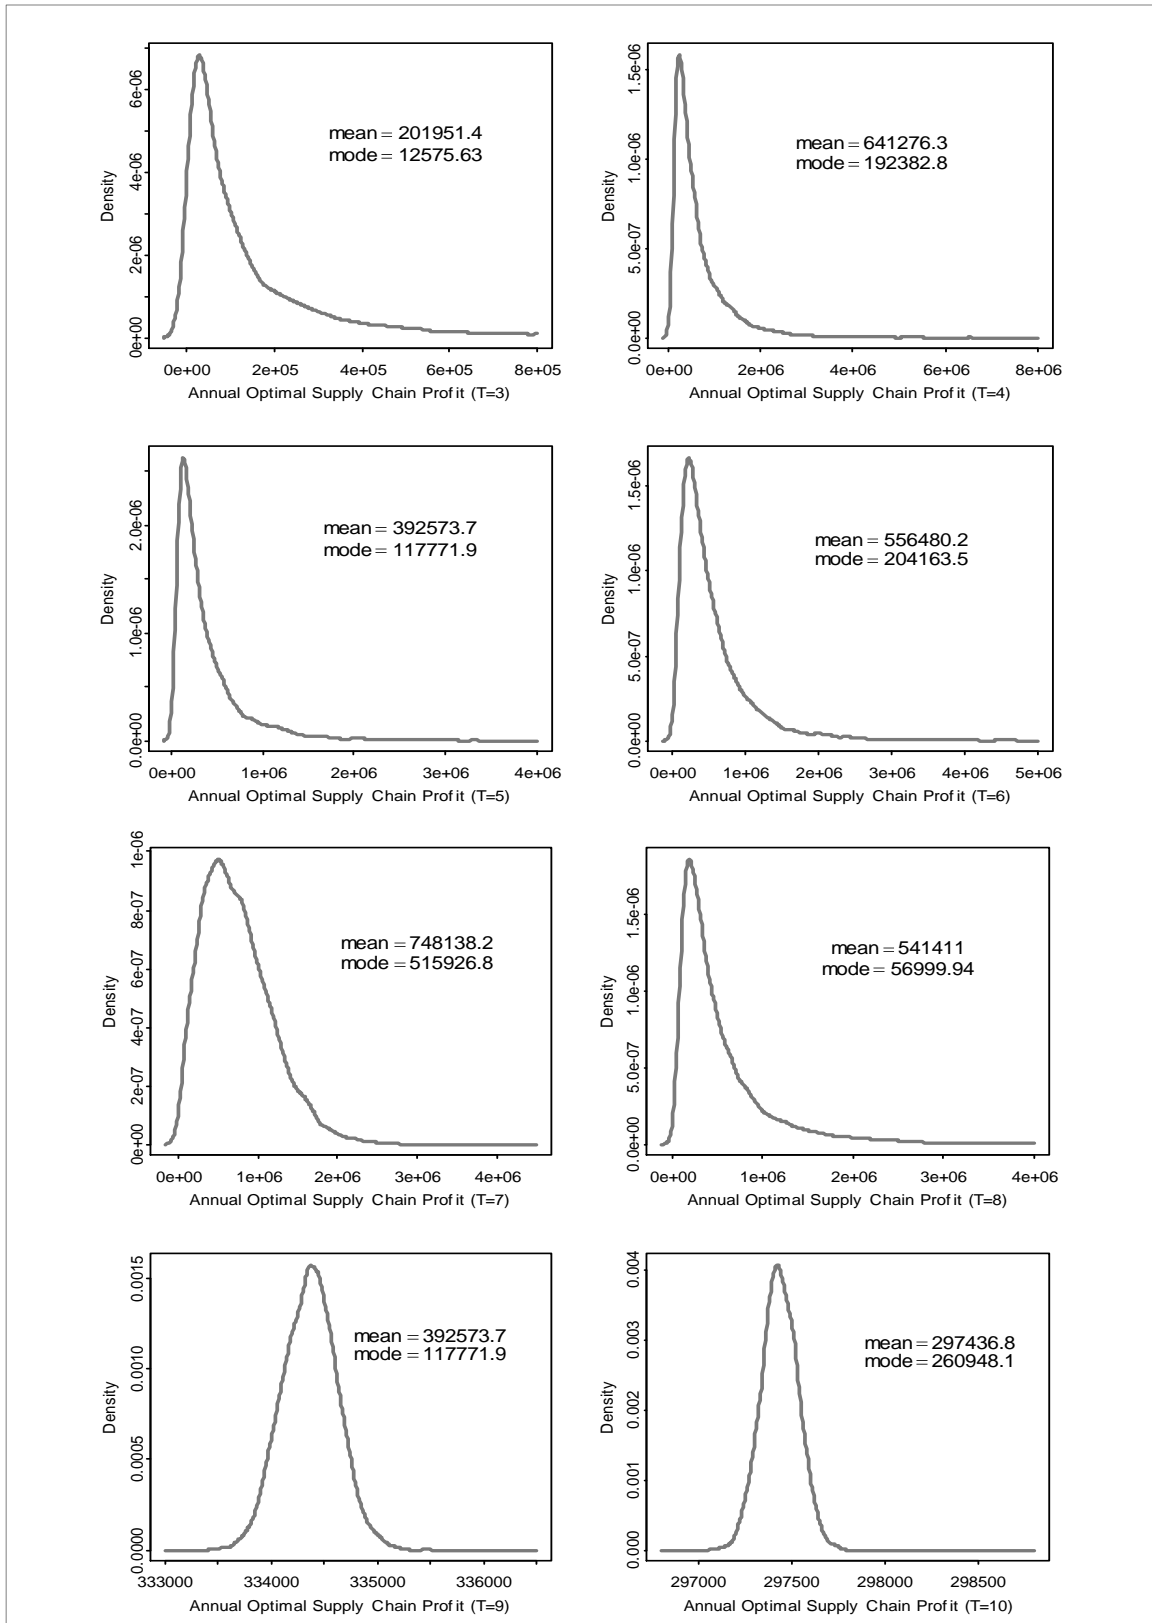 6e-06
4e-06
2e-06
0e+00
Density
mean = 201951.4
mode = 12575.63
0e+00 2e+05 4e+05 6e+05 8e+05
Annual Optimal Supply Chain Profit (T=3)
1.5e-06
1.0e-06
5.0e-07
0.0e+00
Density
mean = 641276.3
mode = 192382.8
0e+00 2e+06 4e+06 6e+06 8e+06
Annual Optimal Supply Chain Profit (T=4)
2.0e-06
1.0e-06
0.0e+00
Density
mean = 392573.7
mode = 117771.9
0e+00 1e+06 2e+06 3e+06 4e+06
Annual Optimal Supply Chain Profit (T=5)
1.5e-06
1.0e-06
5.0e-07
0.0e+00
Density
mean = 556480.2
mode = 204163.5
0e+00 1e+06 2e+06 3e+06 4e+06 5e+06
Annual Optimal Supply Chain Profit (T=6)
1e-06
8e-07
6e-07
4e-07
2e-07
0e+00
Density
mean = 748138.2
mode = 515926.8
0e+00 1e+06 2e+06 3e+06 4e+06
Annual Optimal Supply Chain Profit (T=7)
1.5e-06
1.0e-06
5.0e-07
0.0e+00
Density
mean = 541411
mode = 56999.94
0e+00 1e+06 2e+06 3e+06 4e+06
Annual Optimal Supply Chain Profit (T=8)
0.0015
0.0010
0.0005
0.0000
Density
mean = 392573.7
mode = 117771.9
333000 334000 335000 336000
Annual Optimal Supply Chain Profit (T=9)
0.004
0.003
0.002
0.001
0.000
Density
mean = 297436.8
mode = 260948.1
297000 297500 298000 298500
Annual Optimal Supply Chain Profit (T=10)